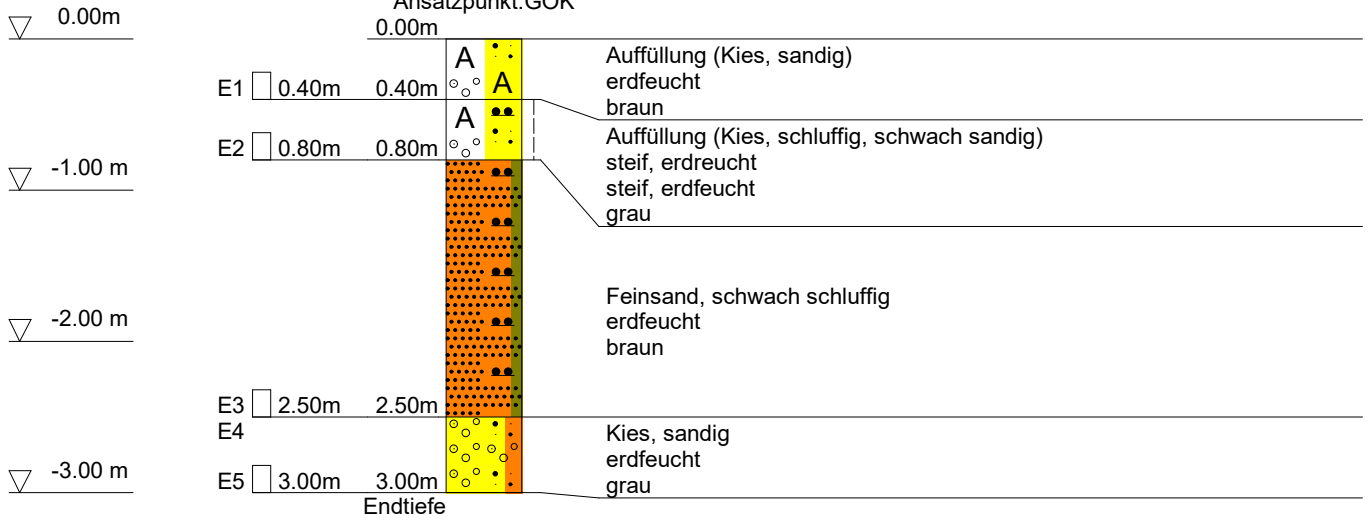 Ansatzpunkt:GOK
0.00m
0.00m
A
A
Auffüllung (Kies, sandig)
erdfeucht
braun
E1 0.40m 0.40m
A
Auffüllung (Kies, schluffig, schwach sandig)
steif, erdreucht
steif, erdfeucht
grau
E2 0.80m 0.80m
-1.00 m
Feinsand, schwach schluffig
erdfeucht
braun
-2.00 m
E3 2.50m 2.50m
E4
Kies, sandig
erdfeucht
grau
-3.00 m
E5 3.00m 3.00m
Endtiefe